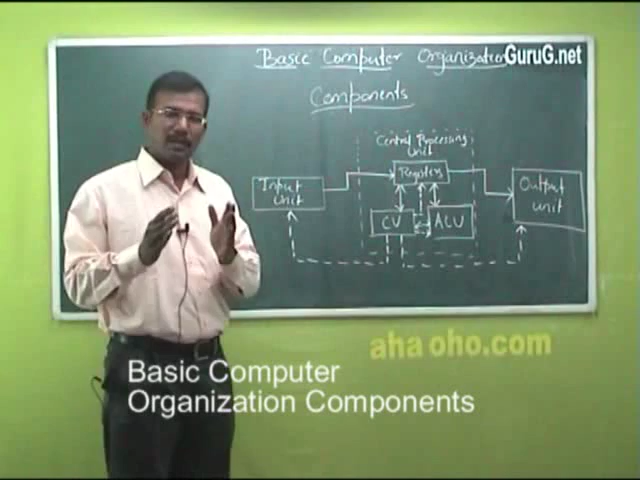 Basic Computer Organization
GuruG.net
Components
Central Processing
Unit
Registers
Input
unit
Output
unit
CU
ALU
aha oho.com
Basic Computer
Organization Components